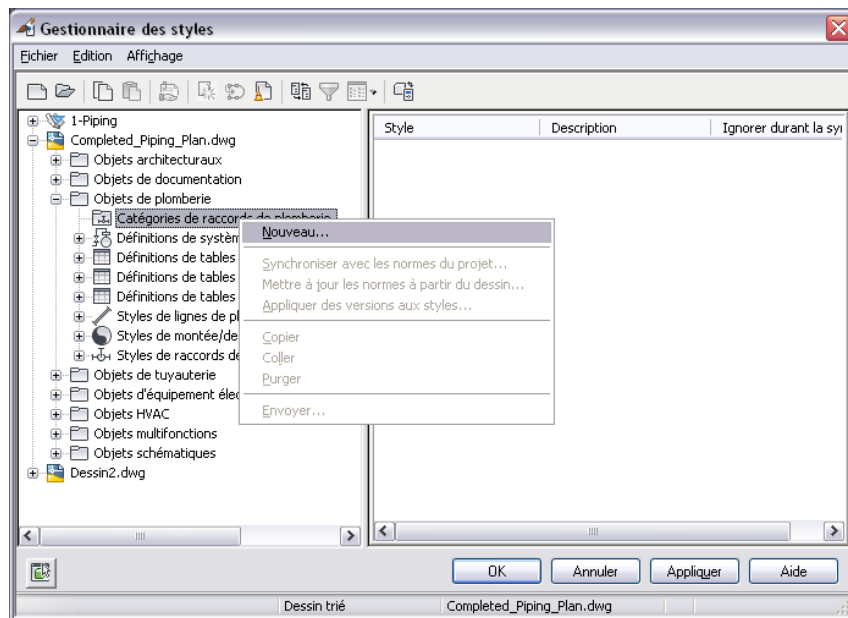 Gestionnaire des styles
Fichier Edition Affichage
1-Piping
Completed_Piping_Plan.dwg
Objets architecturaux
Objets de documentation
Objets de plomberie
Catégories de raccords de plomberie
Définitions de systèm
Définitions de tables
Définitions de tables
Définitions de tables
Styles de lignes de pl
Styles de montée/de
Styles de raccords de
Objets de tuyauterie
Objets d'équipement élec
Objets HVAC
Objets multifonctions
Objets schématiques
Dessin2.dwg
Style Description Ignorer durant la syn
Nouveau...
Synchroniser avec les normes du projet...
Mettre à jour les normes à partir du dessin...
Appliquer des versions aux styles...
Copier
Coller
Purger
Envoyer...
OK Annuler Appliquer Aide
Dessin trié Completed_Piping_Plan.dwg